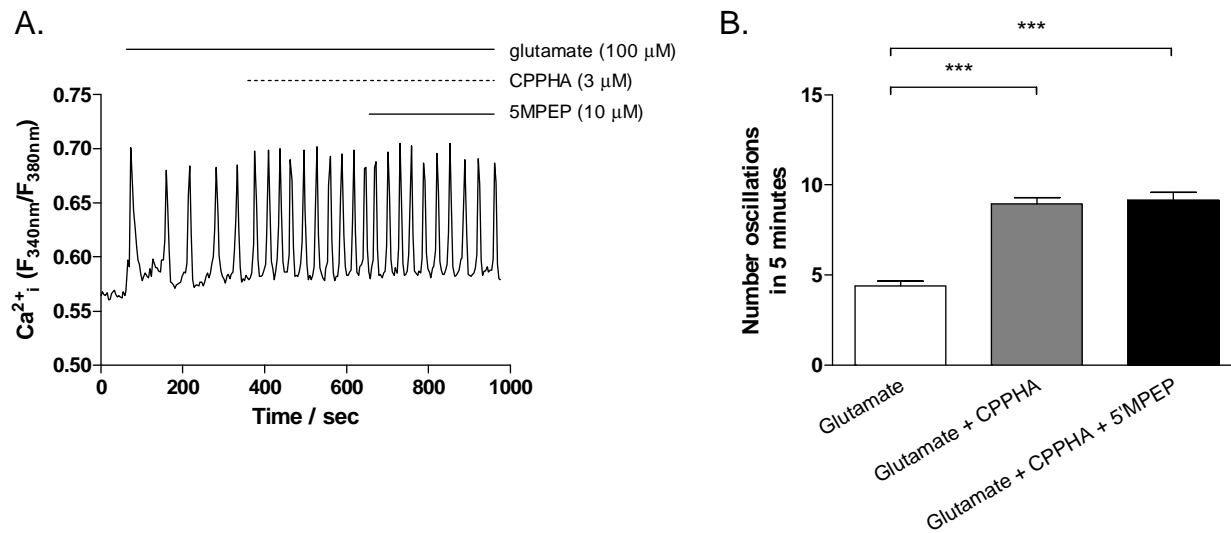 A.
glutamate (100 μM)
CPPHA (3 μM)
5MPEP (10 μM)
0.75
0.70
0.65
0.60
0.55
0.50
Ca²⁺ᵢ (F₃₄₀ₙₘ/F₃₈₀ₙₘ)
0 200 400 600 800 1000
Time / sec
B.
***
***
15
10
5
0
Number oscillations
in 5 minutes
Glutamate
Glutamate + CPPHA
Glutamate + CPPHA + 5'MPEP